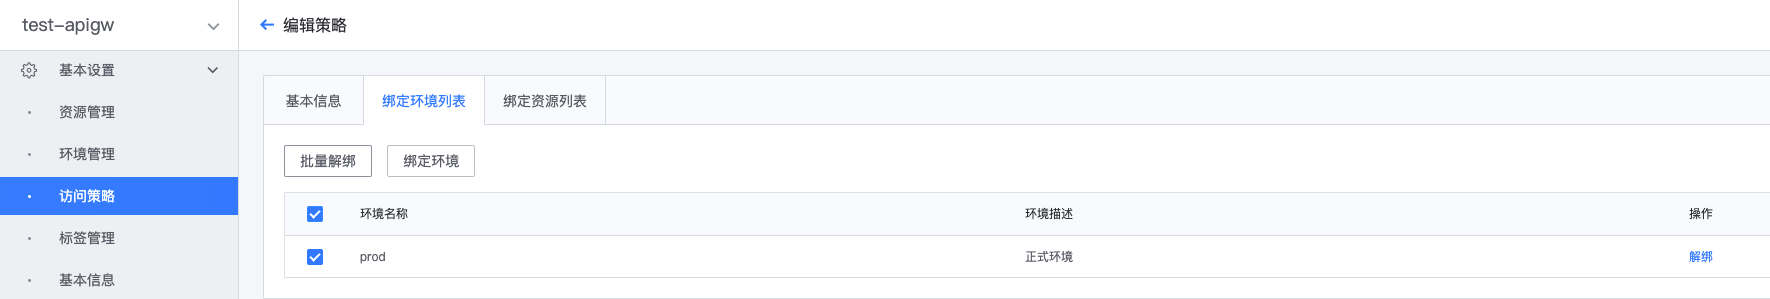 test-apigw
编辑策略
基本设置
资源管理
环境管理
访问策略
标签管理
基本信息
基本信息 绑定环境列表 绑定资源列表
批量解绑 绑定环境
环境名称 环境描述 操作
prod 正式环境 解绑